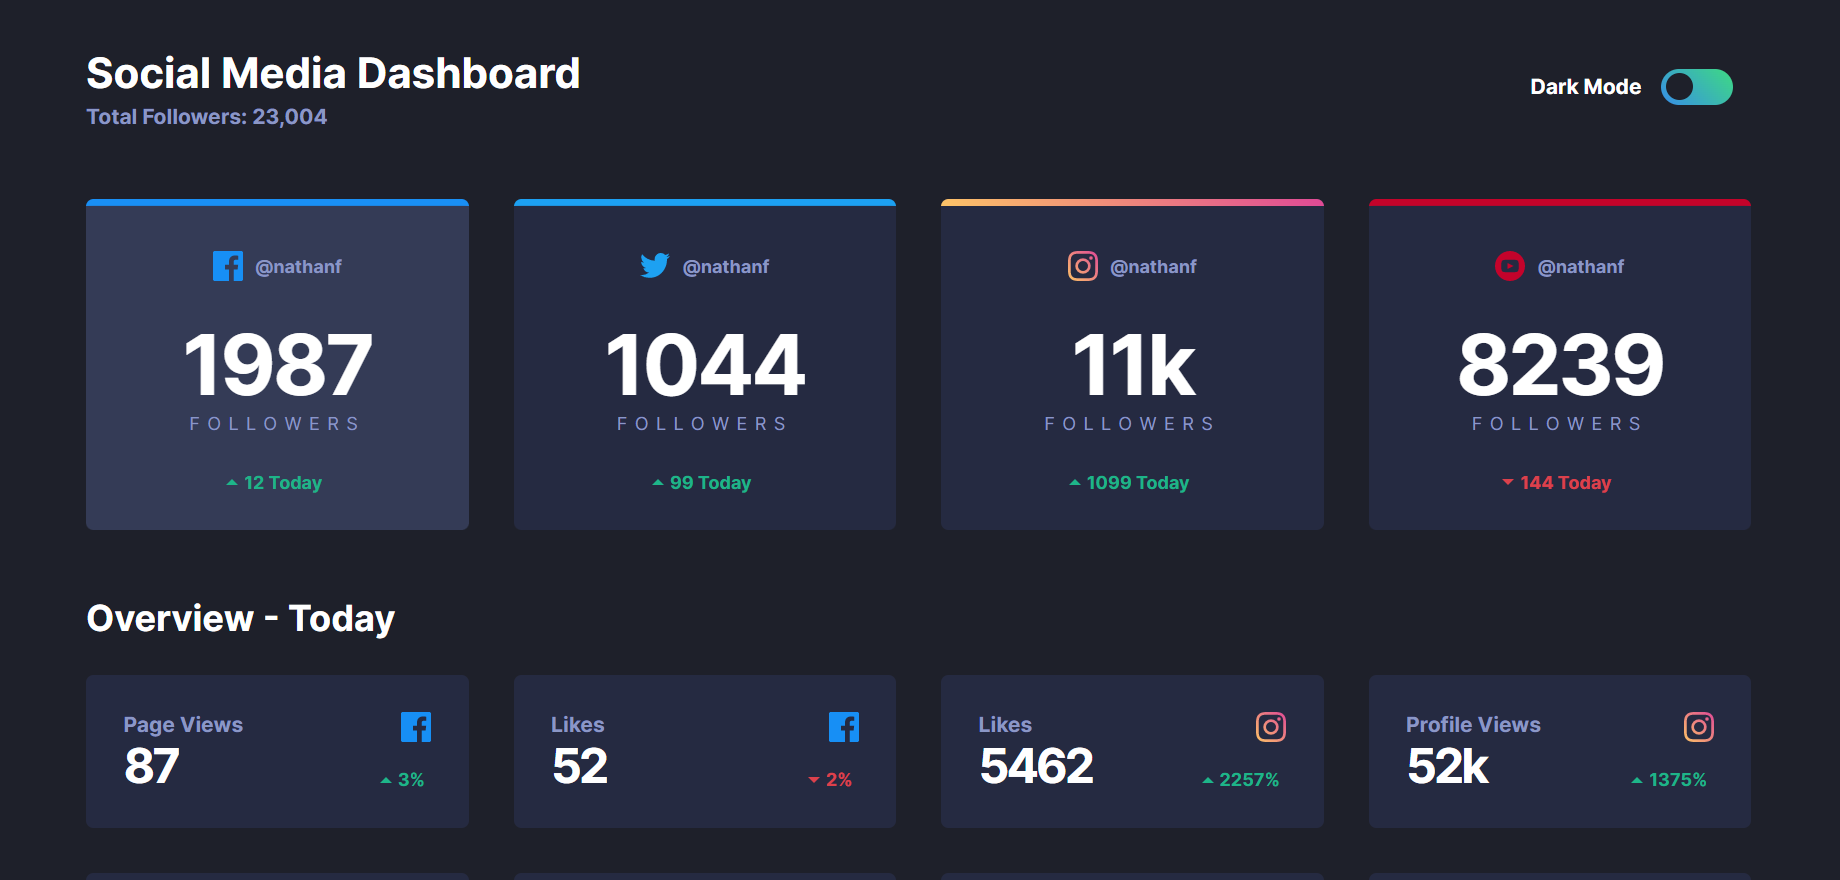 Social Media Dashboard
Total Followers: 23,004
Dark Mode
@nathanf
1987
FOLLOWERS
12 Today
@nathanf
1044
FOLLOWERS
99 Today
@nathanf
11k
FOLLOWERS
1099 Today
@nathanf
8239
FOLLOWERS
144 Today
Overview - Today
Page Views
87
3%
Likes
52
2%
Likes
5462
2257%
Profile Views
52k
1375%